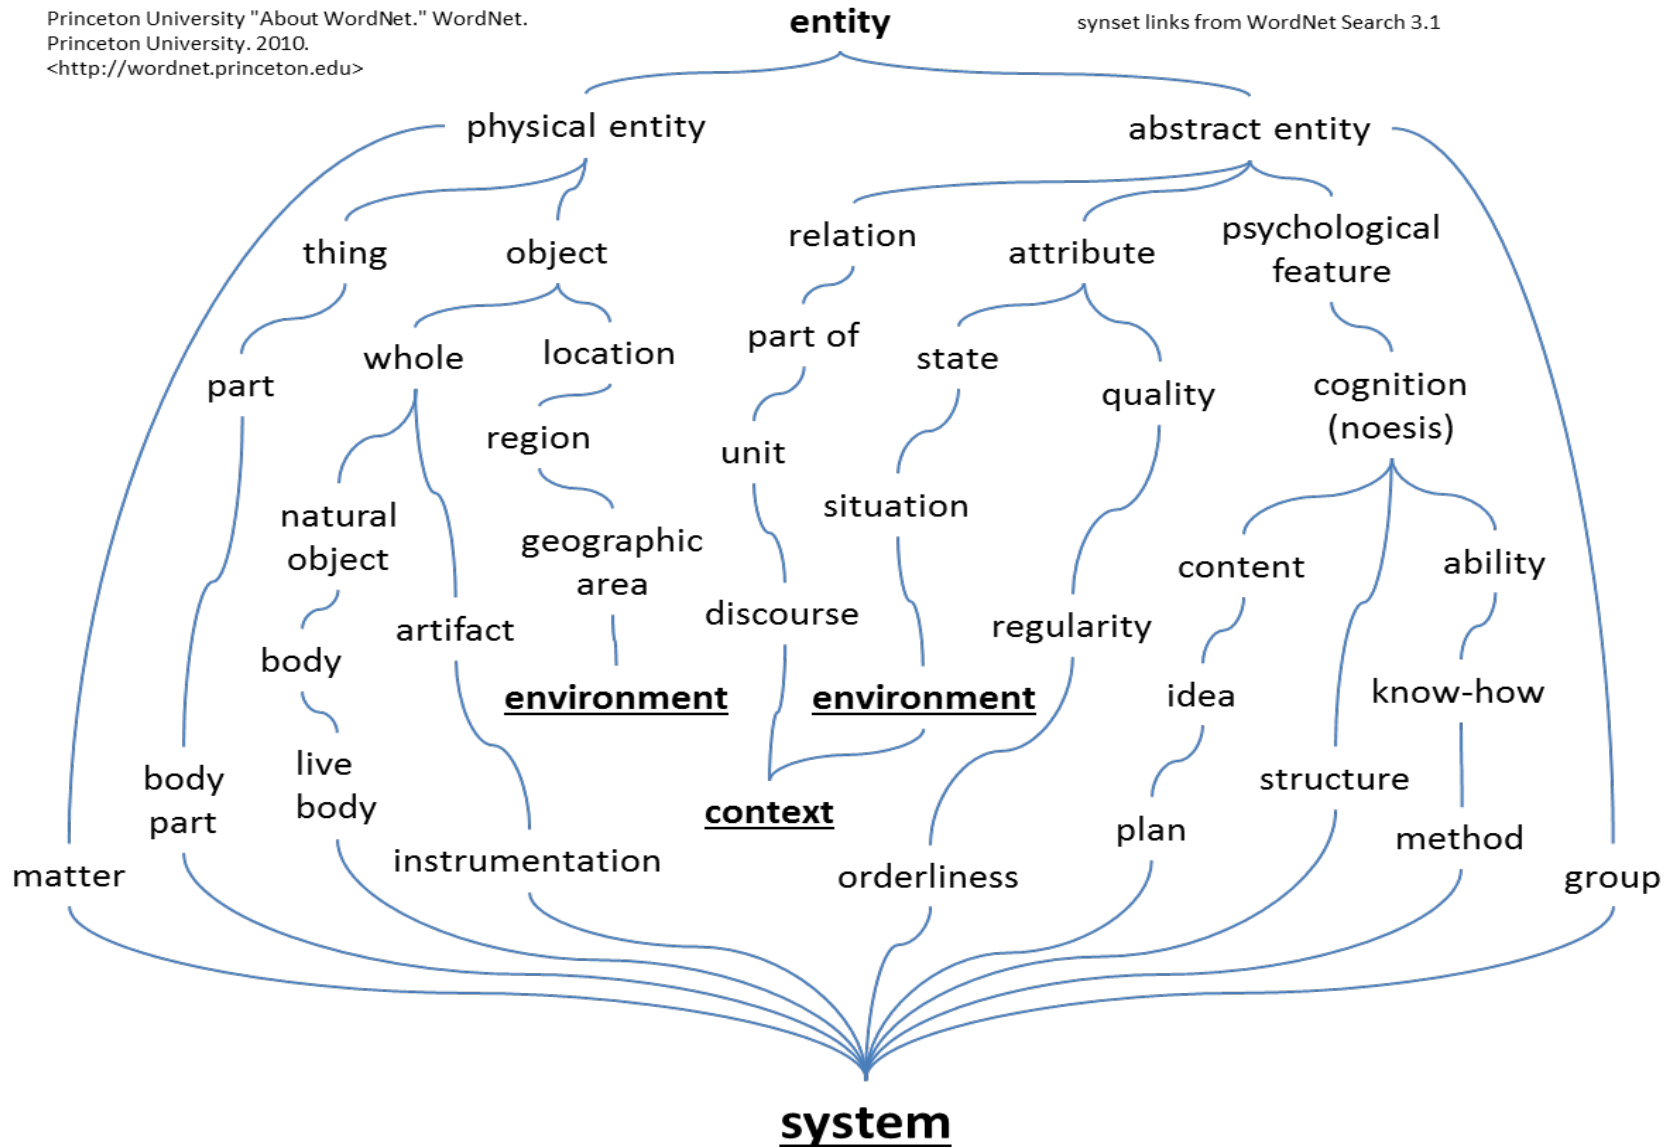 Princeton University "About WordNet." WordNet.
Princeton University. 2010.
<http://wordnet.princeton.edu>
entity
synset links from WordNet Search 3.1
physical entity
abstract entity
thing
object
relation
attribute
psychological
feature
part
whole
location
part of
state
quality
cognition
(noesis)
region
unit
situation
natural
object
geographic
area
content
ability
artifact
discourse
regularity
body
environment
environment
idea
know-how
body
part
live
body
context
structure
plan
method
matter
instrumentation
orderliness
group
system